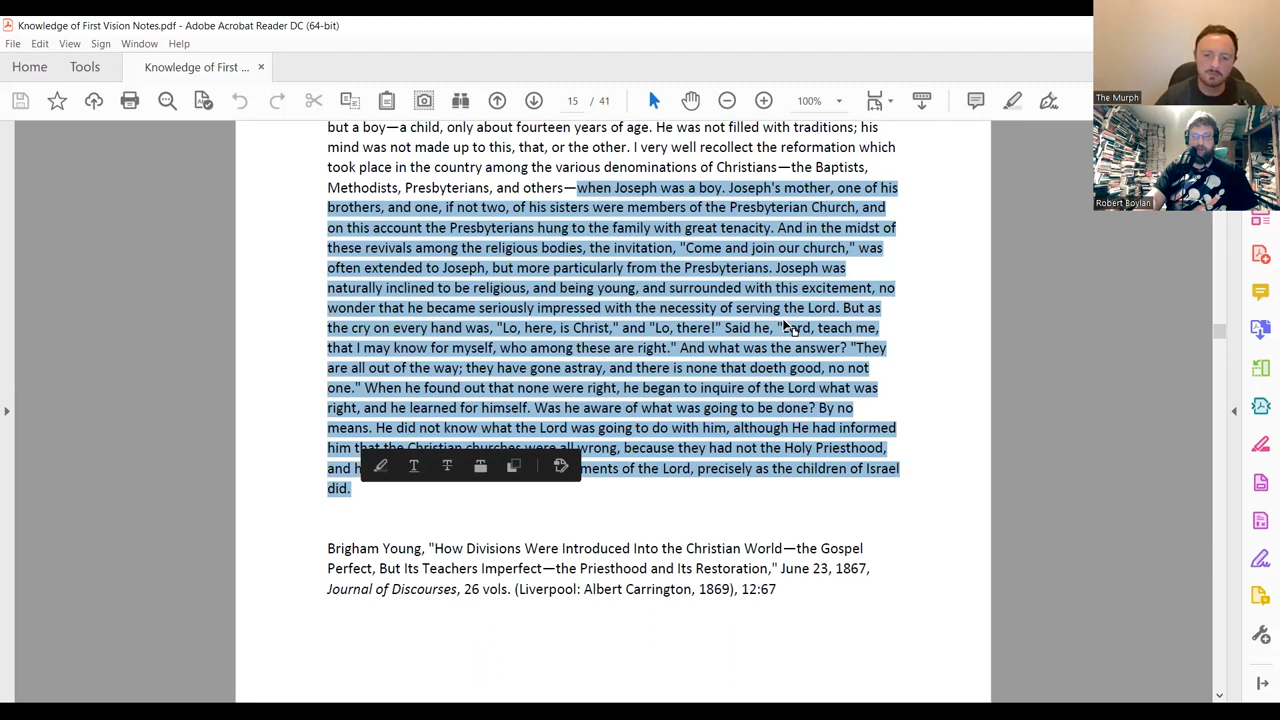 Knowledge of First Vision Notes.pdf - Adobe Acrobat Reader DC (64-bit)
File Edit View Sign Window Help
Home Tools Knowledge of First ... ×
15 / 41 100%
The Murph
Robert Boylan
but a boy—a child, only about fourteen years of age. He was not filled with traditions; his
mind was not made up to this, that, or the other. I very well recollect the reformation which
took place in the country among the various denominations of Christians—the Baptists,
Methodists, Presbyterians, and others—when Joseph was a boy. Joseph's mother, one of his
brothers, and one, if not two, of his sisters were members of the Presbyterian Church, and
on this account the Presbyterians hung to the family with great tenacity. And in the midst of
these revivals among the religious bodies, the invitation, "Come and join our church," was
often extended to Joseph, but more particularly from the Presbyterians. Joseph was
naturally inclined to be religious, and being young, and surrounded with this excitement, no
wonder that he became seriously impressed with the necessity of serving the Lord. But as
the cry on every hand was, "Lo, here, is Christ," and "Lo, there!" Said he, "Lord, teach me,
that I may know for myself, who among these are right." And what was the answer? "They
are all out of the way; they have gone astray, and there is none that doeth good, no not
one." When he found out that none were right, he began to inquire of the Lord what was
right, and he learned for himself. Was he aware of what was going to be done? By no
means. He did not know what the Lord was going to do with him, although He had informed
him that the Christian churches were all wrong, because they had not the Holy Priesthood,
and of the Lord, precisely as the children of Israel
did.
Brigham Young, "How Divisions Were Introduced Into the Christian World—the Gospel
Perfect, But Its Teachers Imperfect—the Priesthood and Its Restoration," June 23, 1867,
Journal of Discourses, 26 vols. (Liverpool: Albert Carrington, 1869), 12:67